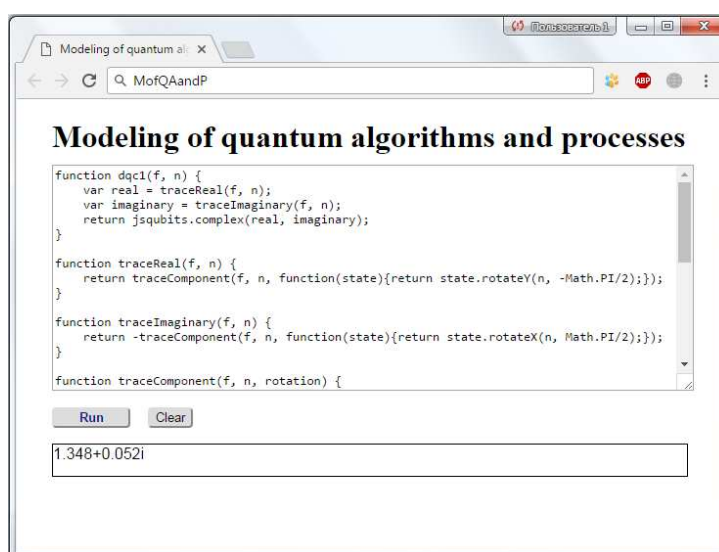 Пользователь 1
Modeling of quantum al
MofQAandP
ABP
Modeling of quantum algorithms and processes
function dqc1(f, n) {
    var real = traceReal(f, n);
    var imaginary = traceImaginary(f, n);
    return jsqubits.complex(real, imaginary);
}
function traceReal(f, n) {
    return traceComponent(f, n, function(state){return state.rotateY(n, -Math.PI/2);});
}
function traceImaginary(f, n) {
    return -traceComponent(f, n, function(state){return state.rotateX(n, Math.PI/2);});
}
function traceComponent(f, n, rotation) {
Run Clear
1.348+0.052i